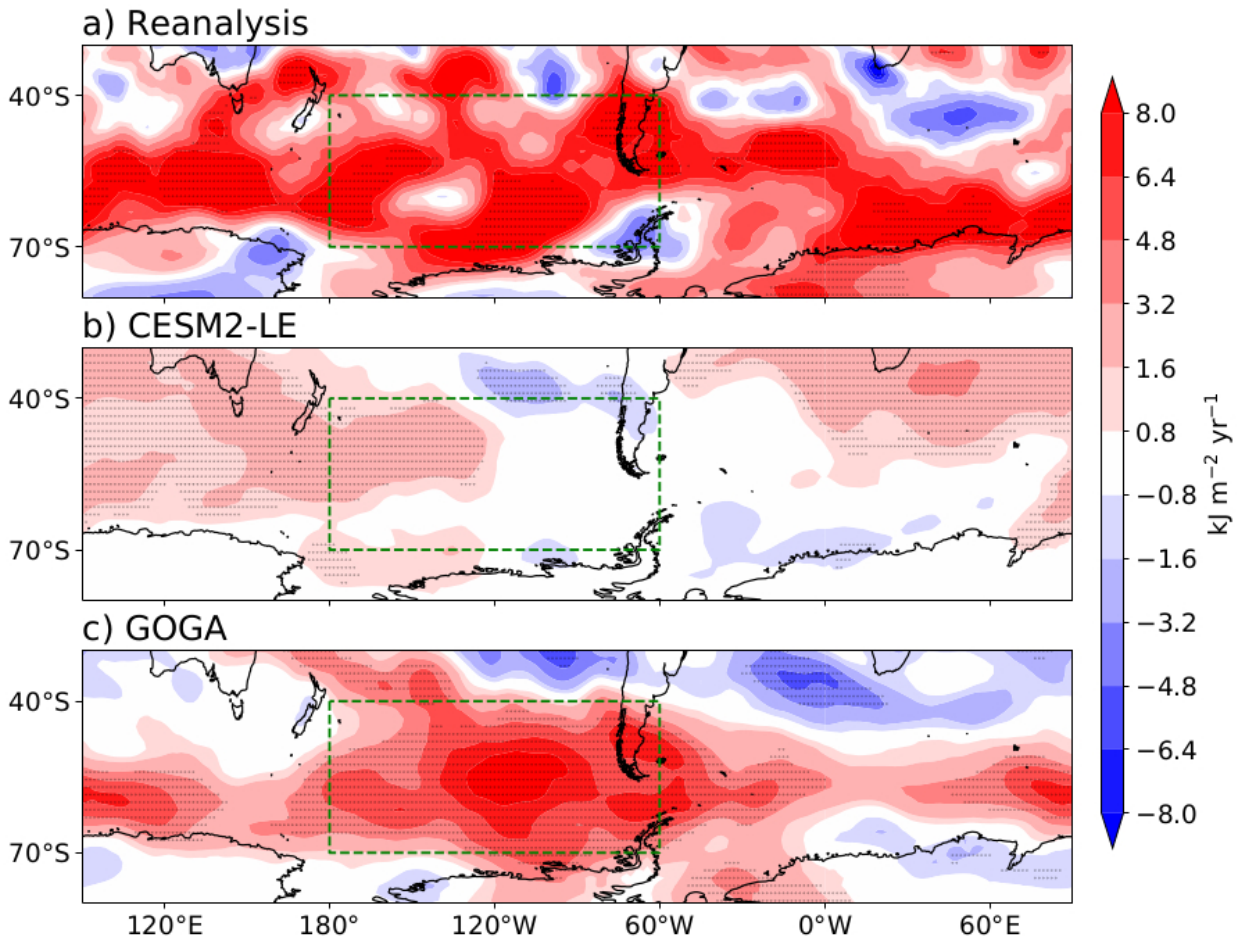 a) Reanalysis
40°S
70°S
b) CESM2-LE
40°S
70°S
c) GOGA
40°S
70°S
120°E
180°
120°W
60°W
0°W
60°E
8.0
6.4
4.8
3.2
1.6
0.8
−0.8
−1.6
−3.2
−4.8
−6.4
−8.0
kJ m⁻² yr⁻¹